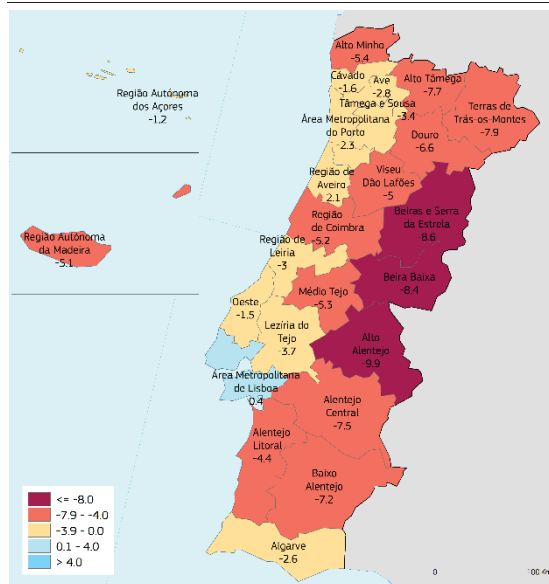 Alto Minho
-5.4
Cávado
-1.6
Ave
-2.8
Alto Tâmega
-7.7
Tâmega e Sousa
-3.4
Terras de
Trás-os-Montes
-7.9
Região Autónoma
dos Açores
-1.2
Área Metropolitana
do Porto
2.3
Douro
-6.6
Região de
Aveiro
2.1
Viseu
Dão Lafões
-5
Região
de Coimbra
-5.2
Beiras e Serra
da Estrela
-8.6
Região Autónoma
da Madeira
-5.1
Região de
Leiria
-3
Beira Baixa
-8.4
Médio Tejo
-5.3
Oeste
-1.5
Lezíria do
Tejo
3.7
Alto
Alentejo
-9.9
Área Metropolitana
de Lisboa
0.4
Alentejo
Central
-7.5
Alentejo
Litoral
-4.4
Baixo
Alentejo
-7.2
Algarve
-2.6
<= -8.0
-7.9 - -4.0
-3.9 - 0.0
0.1 - 4.0
> 4.0
0